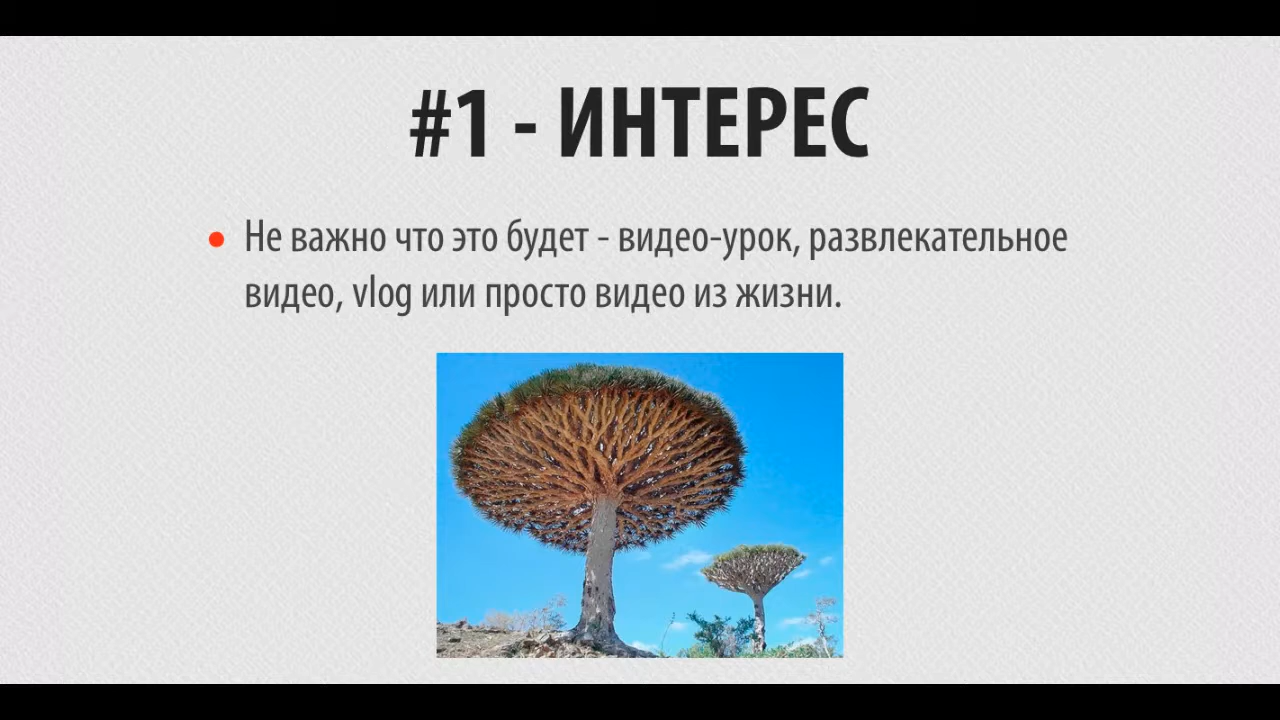 #1 - ИНТЕРЕС
Не важно что это будет - видео-урок, развлекательное
видео, vlog или просто видео из жизни.